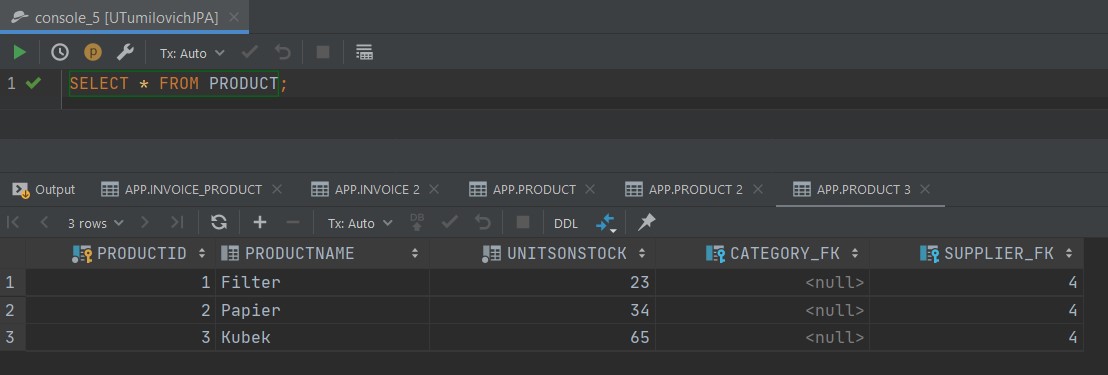 console_5 [UTumilovichJPA]
Tx: Auto
1 SELECT * FROM PRODUCT;
Output APP.INVOICE_PRODUCT APP.INVOICE 2 APP.PRODUCT APP.PRODUCT 2 APP.PRODUCT 3
3 rows Tx: Auto DB DDL
PRODUCTID PRODUCTNAME UNITSONSTOCK CATEGORY_FK SUPPLIER_FK
1 1 Filter 23 <null> 4
2 2 Papier 34 <null> 4
3 3 Kubek 65 <null> 4